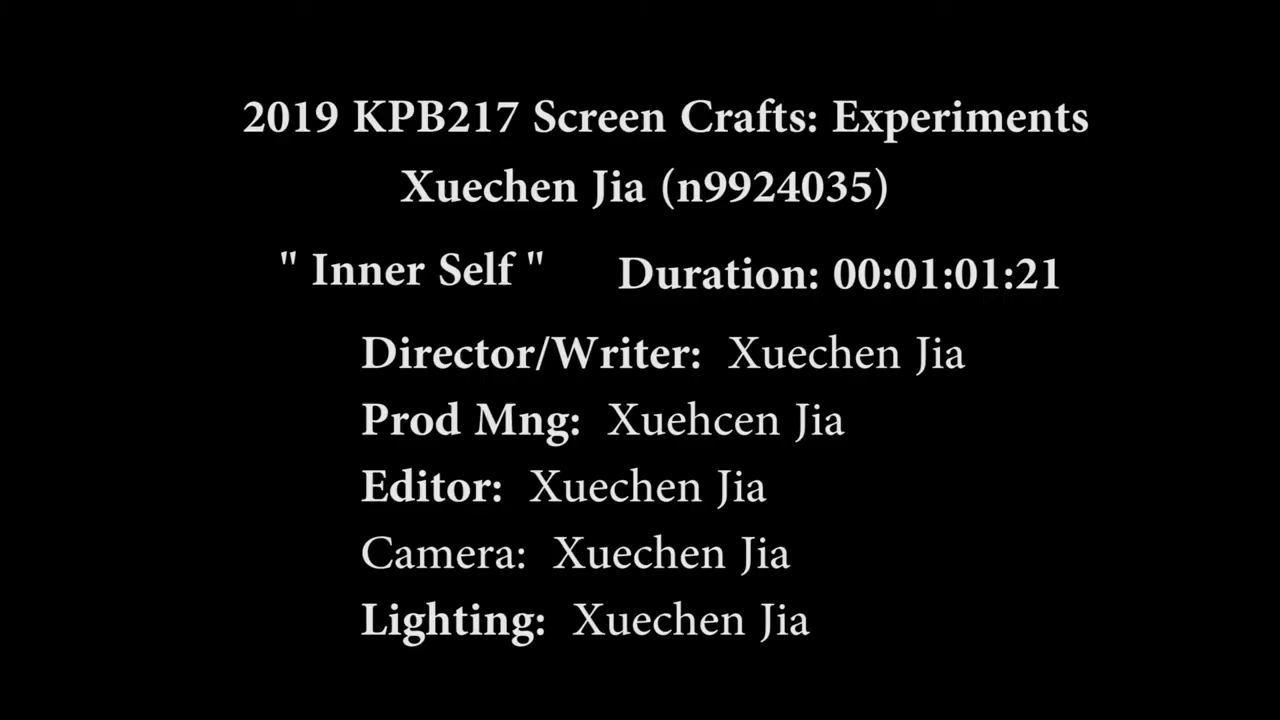 2019 KPB217 Screen Crafts: Experiments
Xuechen Jia (n9924035)
" Inner Self " Duration: 00:01:01:21
Director/Writer: Xuechen Jia
Prod Mng: Xuehcen Jia
Editor: Xuechen Jia
Camera: Xuechen Jia
Lighting: Xuechen Jia